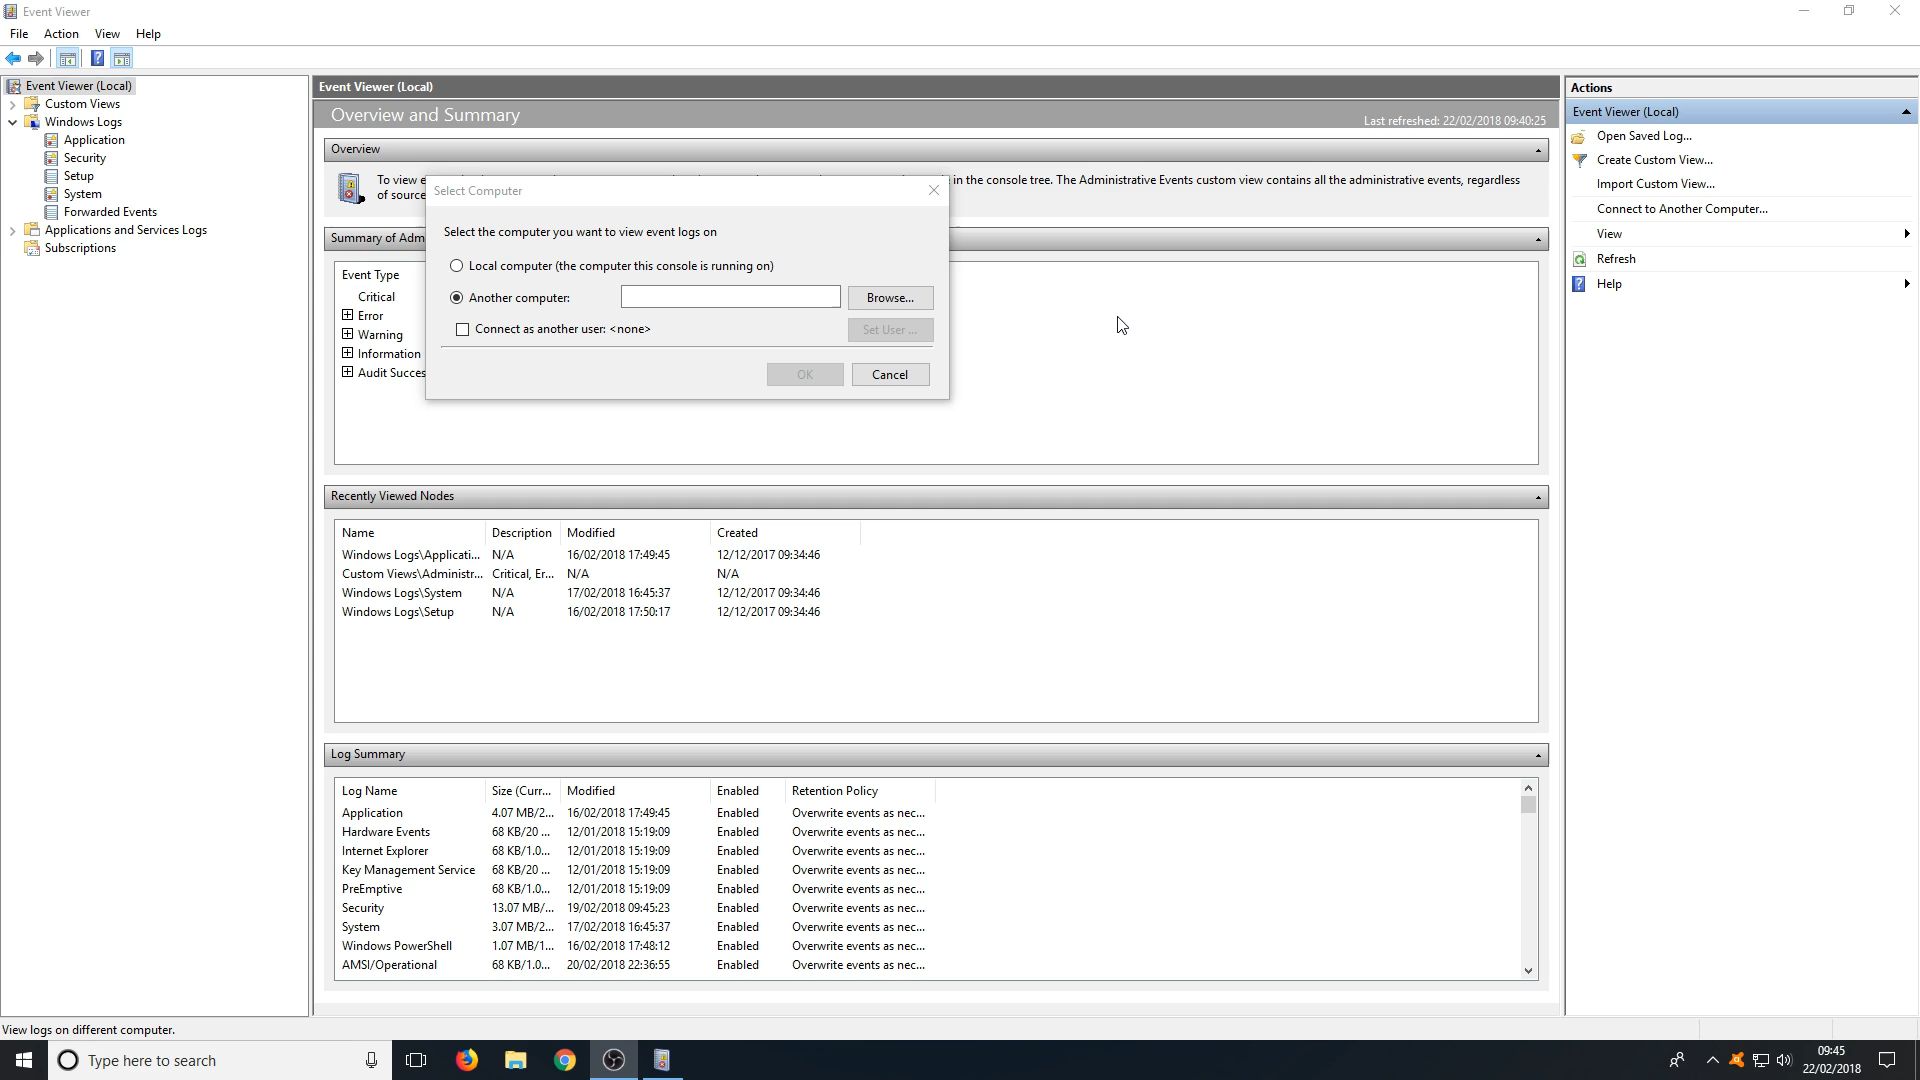 Event Viewer
File Action View Help
Event Viewer (Local)
Custom Views
Windows Logs
Application
Security
Setup
System
Forwarded Events
Applications and Services Logs
Subscriptions
Event Viewer (Local)
Overview and Summary
Last refreshed: 22/02/2018 09:40:25
Overview
To view e
in the console tree. The Administrative Events custom view contains all the administrative events, regardless
of source
Summary of Adm
Event Type
Critical
Error
Warning
Information
Audit Succes
Select Computer
Select the computer you want to view event logs on
Local computer (the computer this console is running on)
Another computer:
Browse...
Connect as another user: <none>
Set User ...
OK
Cancel
Recently Viewed Nodes
Name Description Modified Created
Windows Logs\Applicati... N/A 16/02/2018 17:49:45 12/12/2017 09:34:46
Custom Views\Administr... Critical, Er... N/A N/A
Windows Logs\System N/A 17/02/2018 16:45:37 12/12/2017 09:34:46
Windows Logs\Setup N/A 16/02/2018 17:50:17 12/12/2017 09:34:46
Log Summary
Log Name Size (Curr... Modified Enabled Retention Policy
Application 4.07 MB/2... 16/02/2018 17:49:45 Enabled Overwrite events as nec...
Hardware Events 68 KB/20 ... 12/01/2018 15:19:09 Enabled Overwrite events as nec...
Internet Explorer 68 KB/1.0... 12/01/2018 15:19:09 Enabled Overwrite events as nec...
Key Management Service 68 KB/20 ... 12/01/2018 15:19:09 Enabled Overwrite events as nec...
PreEmptive 68 KB/1.0... 12/01/2018 15:19:09 Enabled Overwrite events as nec...
Security 13.07 MB/... 19/02/2018 09:45:23 Enabled Overwrite events as nec...
System 3.07 MB/2... 17/02/2018 16:45:37 Enabled Overwrite events as nec...
Windows PowerShell 1.07 MB/1... 16/02/2018 17:48:12 Enabled Overwrite events as nec...
AMSI/Operational 68 KB/1.0... 20/02/2018 22:36:55 Enabled Overwrite events as nec...
Actions
Event Viewer (Local)
Open Saved Log...
Create Custom View...
Import Custom View...
Connect to Another Computer...
View
Refresh
Help
View logs on different computer.
Type here to search
09:45
22/02/2018